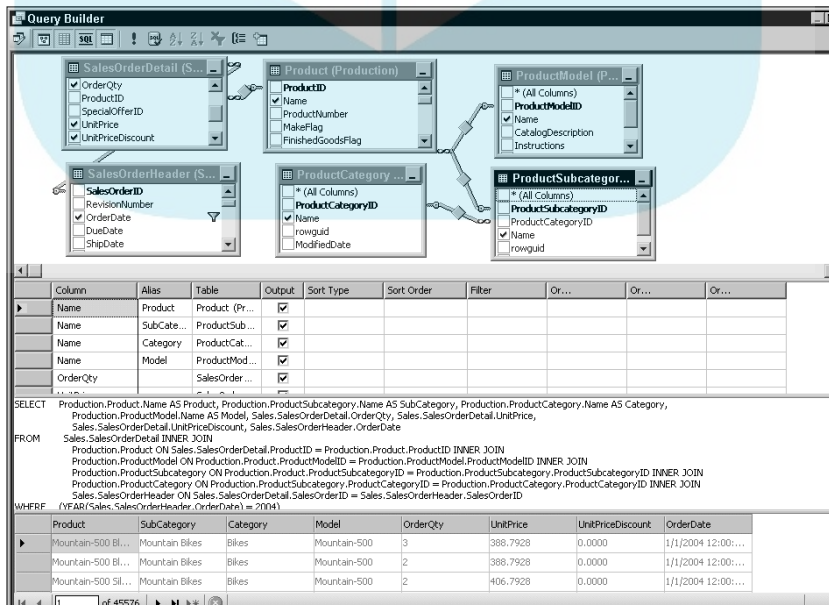 Query Builder
SQL
SalesOrderDetail (S...
OrderQty
ProductID
SpecialOfferID
UnitPrice
UnitPriceDiscount
Product (Production)
ProductID
Name
ProductNumber
MakeFlag
FinishedGoodsFlag
ProductModel (P...
* (All Columns)
ProductModelID
Name
CatalogDescription
Instructions
SalesOrderHeader (S...
SalesOrderID
RevisionNumber
OrderDate
DueDate
ShipDate
ProductCategory ...
* (All Columns)
ProductCategoryID
Name
rowguid
ModifiedDate
ProductSubcategor...
* (All Columns)
ProductSubcategoryID
ProductCategoryID
Name
rowguid
Column Alias Table Output Sort Type Sort Order Filter Or... Or... Or...
Name Product Product (Pr...
Name SubCate... ProductSub...
Name Category ProductCat...
Name Model ProductMod...
OrderQty SalesOrder ...
SELECT Production.Product.Name AS Product, Production.ProductSubcategory.Name AS SubCategory, Production.ProductCategory.Name AS Category,
Production.ProductModel.Name AS Model, Sales.SalesOrderDetail.OrderQty, Sales.SalesOrderDetail.UnitPrice,
Sales.SalesOrderDetail.UnitPriceDiscount, Sales.SalesOrderHeader.OrderDate
FROM Sales.SalesOrderDetail INNER JOIN
Production.Product ON Sales.SalesOrderDetail.ProductID = Production.Product.ProductID INNER JOIN
Production.ProductModel ON Production.Product.ProductModelID = Production.ProductModel.ProductModelID INNER JOIN
Production.ProductSubcategory ON Production.Product.ProductSubcategoryID = Production.ProductSubcategory.ProductSubcategoryID INNER JOIN
Production.ProductCategory ON Production.ProductSubcategory.ProductCategoryID = Production.ProductCategory.ProductCategoryID INNER JOIN
Sales.SalesOrderHeader ON Sales.SalesOrderDetail.SalesOrderID = Sales.SalesOrderHeader.SalesOrderID
WHERE (YEAR(Sales.SalesOrderHeader.OrderDate) = 2004)
Product SubCategory Category Model OrderQty UnitPrice UnitPriceDiscount OrderDate
Mountain-500 Bl... Mountain Bikes Bikes Mountain-500 3 388.7928 0.0000 1/1/2004 12:00:...
Mountain-500 Bl... Mountain Bikes Bikes Mountain-500 2 388.7928 0.0000 1/1/2004 12:00:...
Mountain-500 Sil... Mountain Bikes Bikes Mountain-500 2 406.7928 0.0000 1/1/2004 12:00:...
1 of 45576